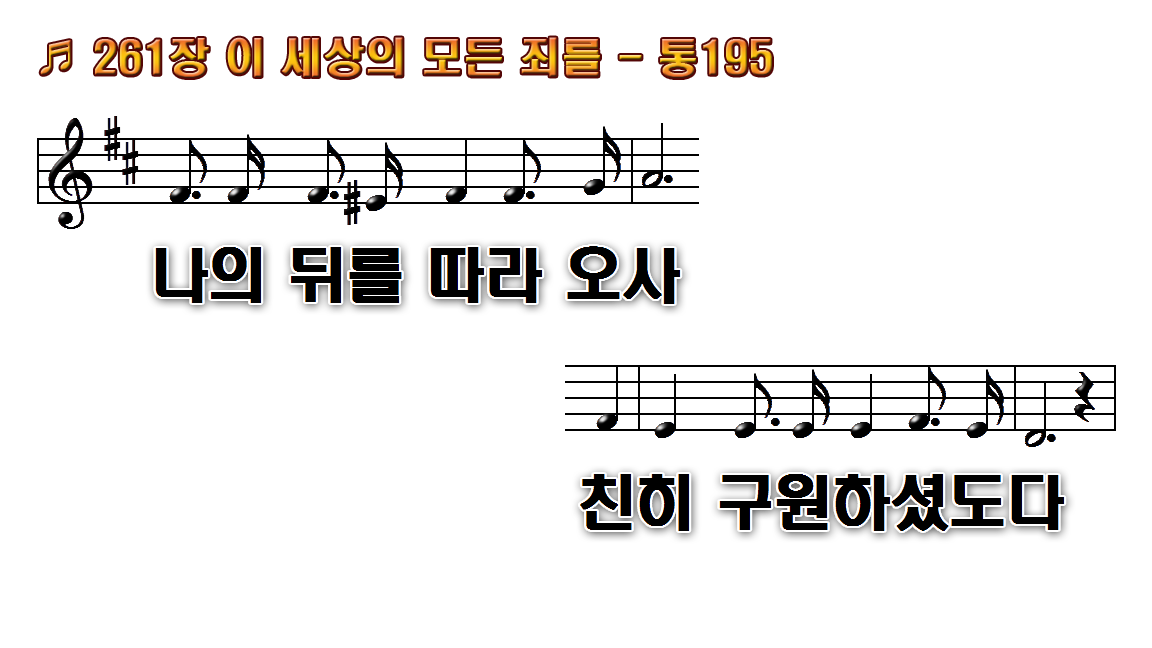 ♬ 261장 이 세상의 모든 죄를 - 통195
나의 뒤를 따라 오사
친히 구원하셨도다